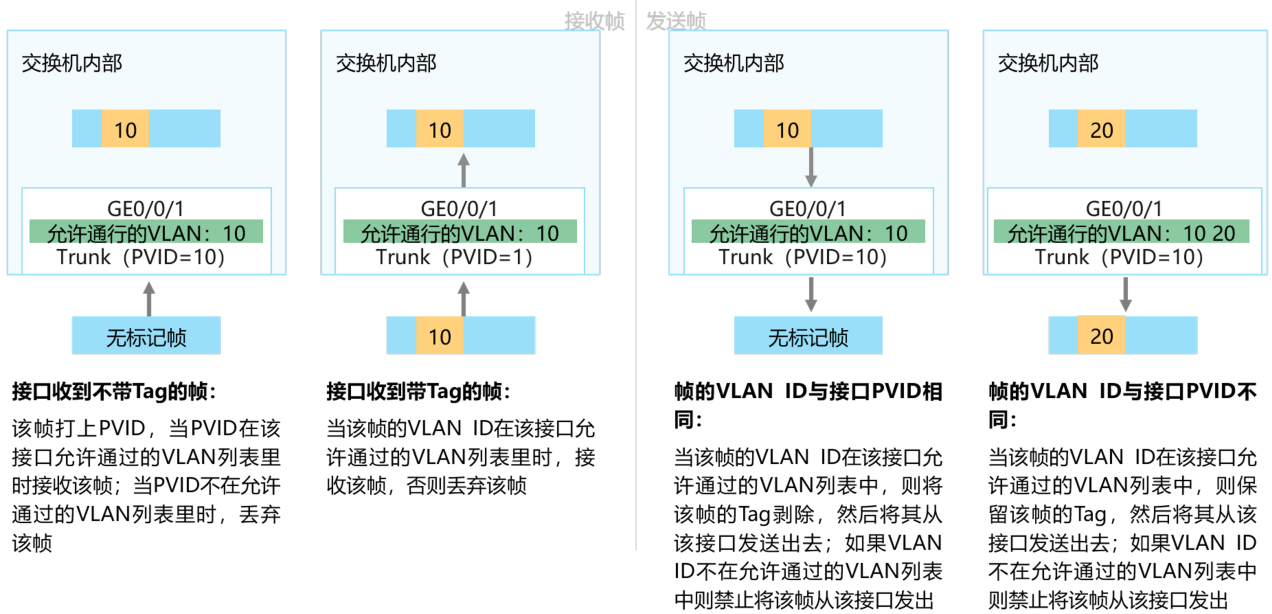 接收帧
发送帧
交换机内部
10
GE0/0/1
允许通行的VLAN：10
Trunk（PVID=10）
无标记帧
接口收到不带Tag的帧：
该帧打上PVID，当PVID在该
接口允许通过的VLAN列表里
时接收该帧；当PVID不在允许
通过的VLAN列表里时，丢弃
该帧
交换机内部
10
GE0/0/1
允许通行的VLAN：10
Trunk（PVID=1）
10
接口收到带Tag的帧：
当该帧的VLAN ID在该接口允
许通过的VLAN列表里时，接
收该帧，否则丢弃该帧
交换机内部
10
GE0/0/1
允许通行的VLAN：10
Trunk（PVID=10）
无标记帧
帧的VLAN ID与接口PVID相
同：
当该帧的VLAN ID在该接口允
许通过的VLAN列表中，则将
该帧的Tag剥除，然后将其从
该接口发送出去；如果VLAN
ID不在允许通过的VLAN列表
中则禁止将该帧从该接口发出
交换机内部
20
GE0/0/1
允许通行的VLAN：10 20
Trunk（PVID=10）
20
帧的VLAN ID与接口PVID不
同：
当该帧的VLAN ID在该接口允
许通过的VLAN列表中，则保
留该帧的Tag，然后将其从该
接口发送出去；如果VLAN ID
不在允许通过的VLAN列表中
则禁止将该帧从该接口发出